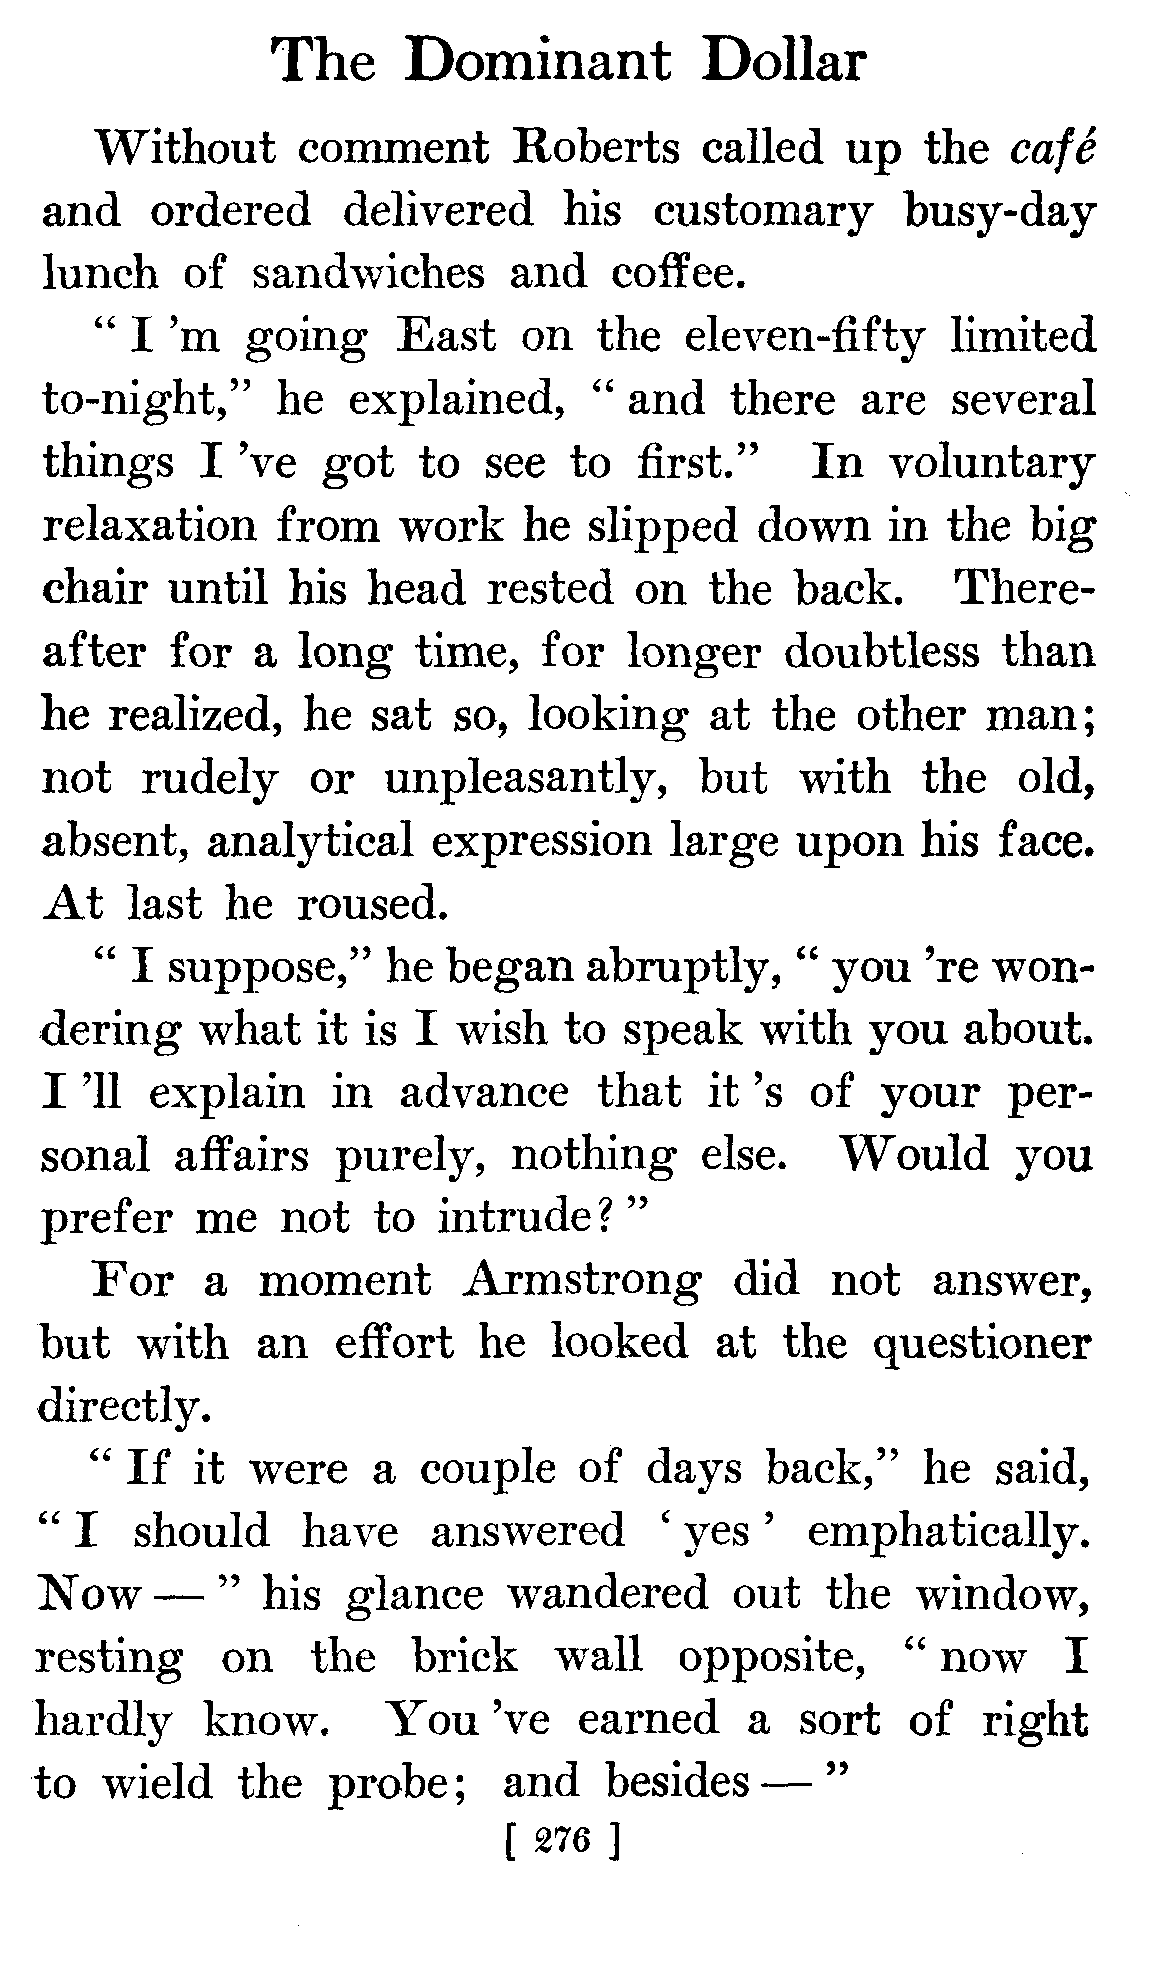 The Dominant Dollar
Without comment Roberts called up the café
and ordered delivered his customary busy-day
lunch of sandwiches and coffee.
“ I ’m going East on the eleven-fifty limited
to-night,” he explained, “ and there are several
things I ’ve got to see to first.” In voluntary
relaxation from work he slipped down in the big
chair until his head rested on the back. There-
after for a long time, for longer doubtless than
he realized, he sat so, looking at the other man;
not rudely or unpleasantly, but with the old,
absent, analytical expression large upon his face.
At last he roused.
“ I suppose,” he began abruptly, “ you ’re won-
dering what it is I wish to speak with you about.
I ’ll explain in advance that it ’s of your per-
sonal affairs purely, nothing else. Would you
prefer me not to intrude? ”
For a moment Armstrong did not answer,
but with an effort he looked at the questioner
directly.
“ If it were a couple of days back,” he said,
“ I should have answered ‘ yes ’ emphatically.
Now — ” his glance wandered out the window,
resting on the brick wall opposite, “ now I
hardly know. You ’ve earned a sort of right
to wield the probe; and besides — ”
[ 276 ]